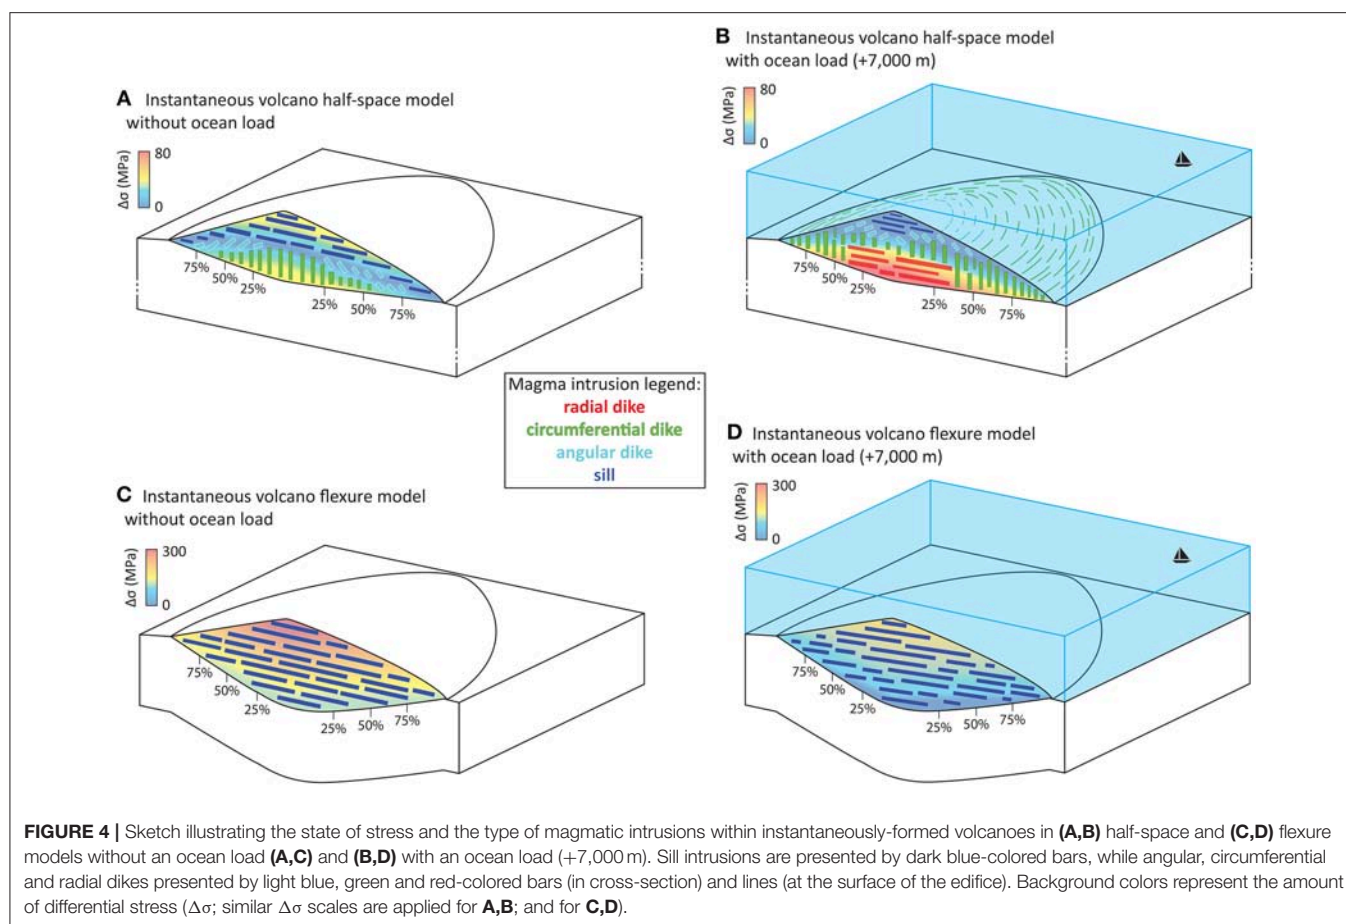 A Instantaneous volcano half-space model
without ocean load
Δσ (MPa)
80
0
75%
50%
25%
25%
50%
75%
B Instantaneous volcano half-space model
with ocean load (+7,000 m)
Δσ (MPa)
80
0
75%
50%
25%
25%
50%
75%
Magma intrusion legend:
radial dike
circumferential dike
angular dike
sill
C Instantaneous volcano flexure model
without ocean load
Δσ (MPa)
300
0
75%
50%
25%
25%
50%
75%
D Instantaneous volcano flexure model
with ocean load (+7,000 m)
Δσ (MPa)
300
0
75%
50%
25%
25%
50%
75%
FIGURE 4 | Sketch illustrating the state of stress and the type of magmatic intrusions within instantaneously-formed volcanoes in (A,B) half-space and (C,D) flexure
models without an ocean load (A,C) and (B,D) with an ocean load (+7,000 m). Sill intrusions are presented by dark blue-colored bars, while angular, circumferential
and radial dikes presented by light blue, green and red-colored bars (in cross-section) and lines (at the surface of the edifice). Background colors represent the amount
of differential stress (Δσ; similar Δσ scales are applied for A,B; and for C,D).